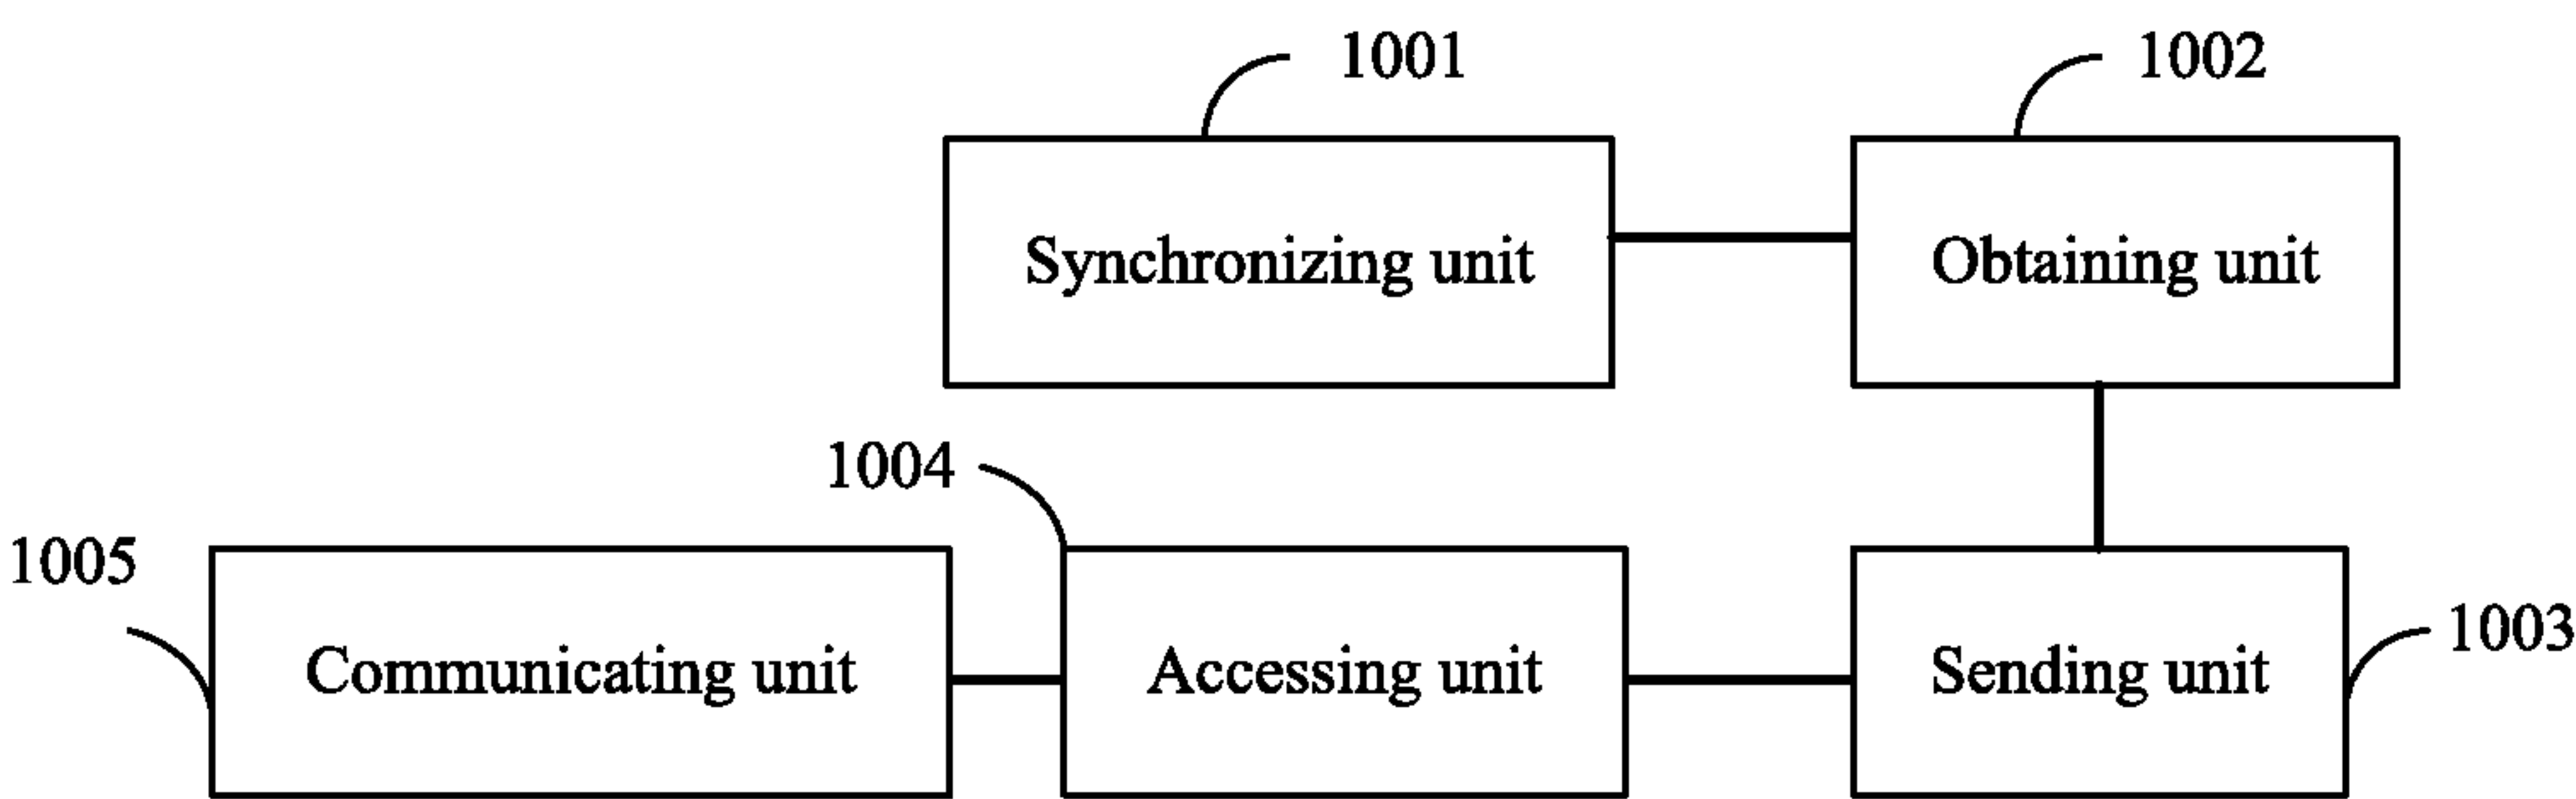 1001
1002
Synchronizing unit
Obtaining unit
1004
1005
Communicating unit
Accessing unit
Sending unit
1003